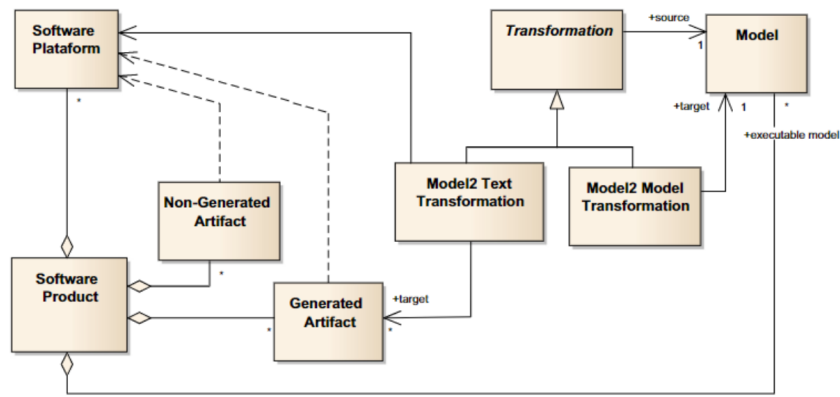 Software
Plataform
Transformation
+source
1
Model
*
+target
1
*
+executable model
Non-Generated
Artifact
*
Model2 Text
Transformation
Model2 Model
Transformation
Software
Product
Generated
Artifact
*
+target
*